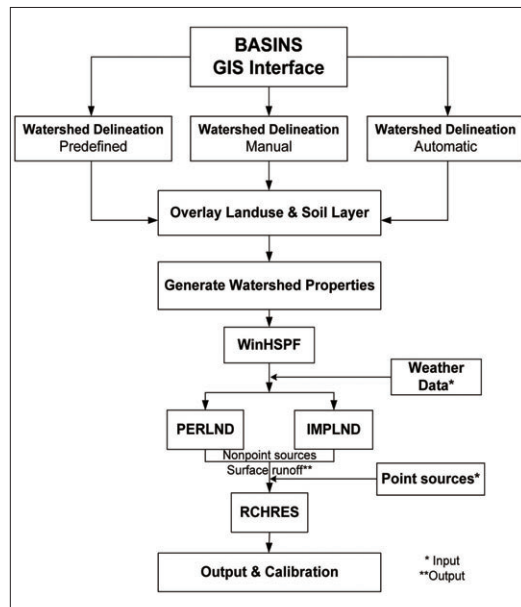 BASINS
GIS Interface
Watershed Delineation
Predefined
Watershed Delineation
Manual
Watershed Delineation
Automatic
Overlay Landuse & Soil Layer
Generate Watershed Properties
WinHSPF
Weather
Data*
PERLND
IMPLND
Nonpoint sources
Surface runoff**
Point sources*
RCHRES
Output & Calibration
* Input
**Output